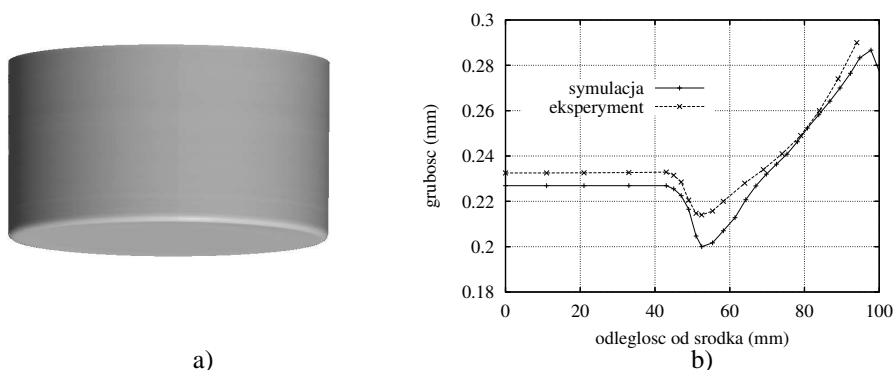 a)
0.3
0.28
0.26
0.24
0.22
0.2
0.18
grubosc (mm)
symulacja
eksperyment
0 20 40 60 80 100
odleglosc od srodka (mm)
b)